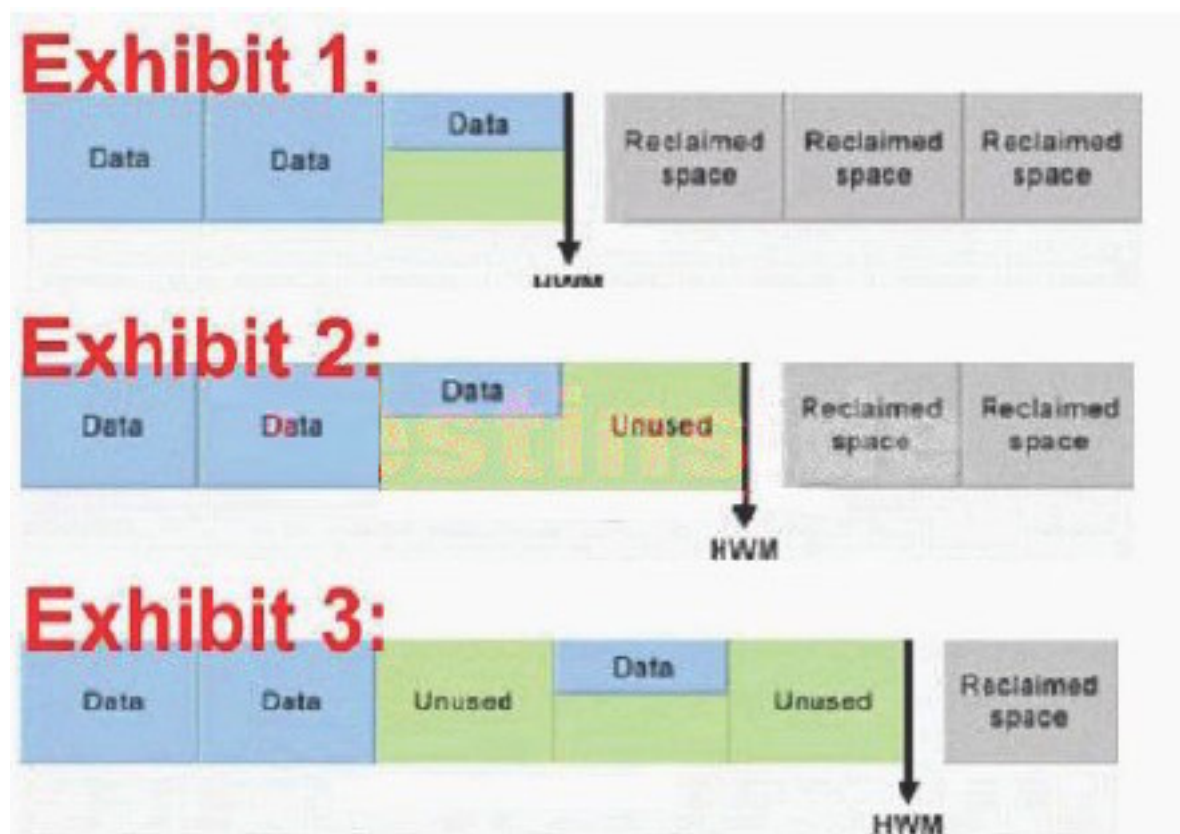 Exhibit 1:
Data Data Data Reclaimed space Reclaimed space Reclaimed space
HWM
Exhibit 2:
Data Data Data Unused Reclaimed space Reclaimed space
HWM
Exhibit 3:
Data Data Unused Data Unused Reclaimed space
HWM